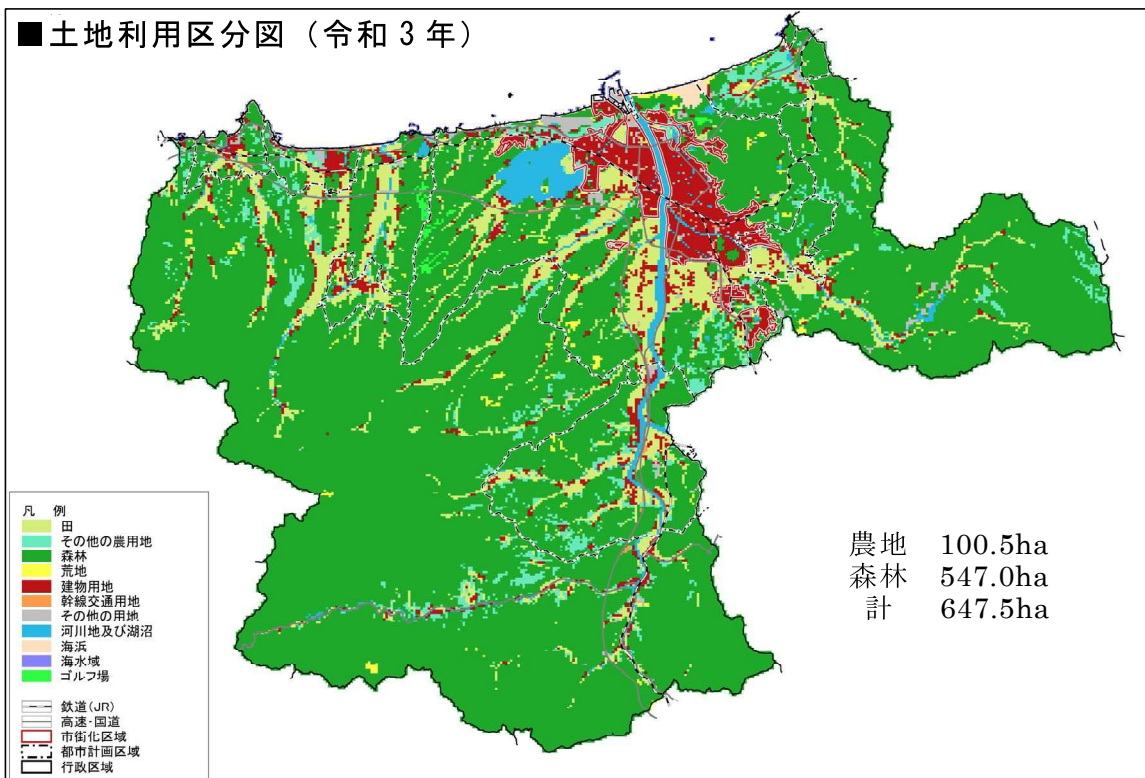 ■土地利用区分図（令和３年）
凡　例
田
その他の農用地
森林
荒地
建物用地
幹線交通用地
その他の用地
河川地及び湖沼
海浜
海水域
ゴルフ場
鉄道(JR)
高速・国道
市街化区域
都市計画区域
行政区域
農地　100.5ha
森林　547.0ha
計　647.5ha